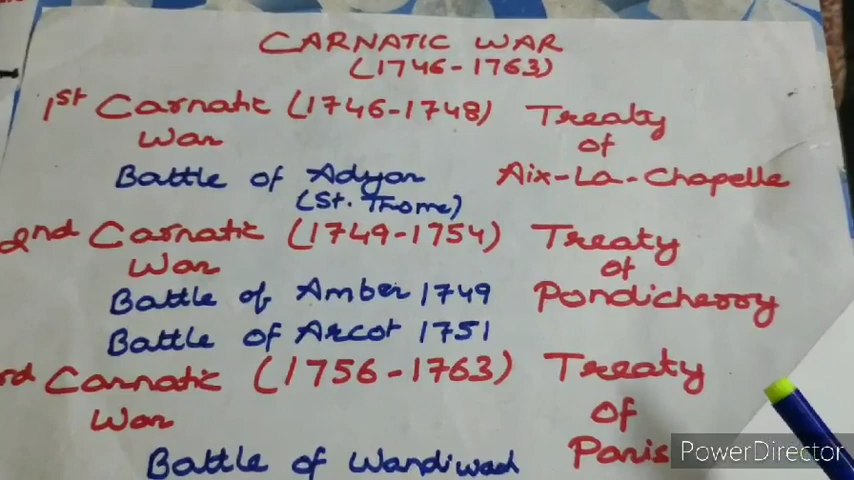 CARNATIC WAR
(1746-1763)
1st Carnatic (1746-1748) Treaty
War of
Battle of Adyar Aix-La-Chapelle
(St. Thome)
2nd Carnatic (1749-1754) Treaty
War of
Battle of Amber 1749 Pondicherry
Battle of Arcot 1751
rd Carnatic (1756-1763) Treaty
War of
Battle of Wandiwash Paris
PowerDirector